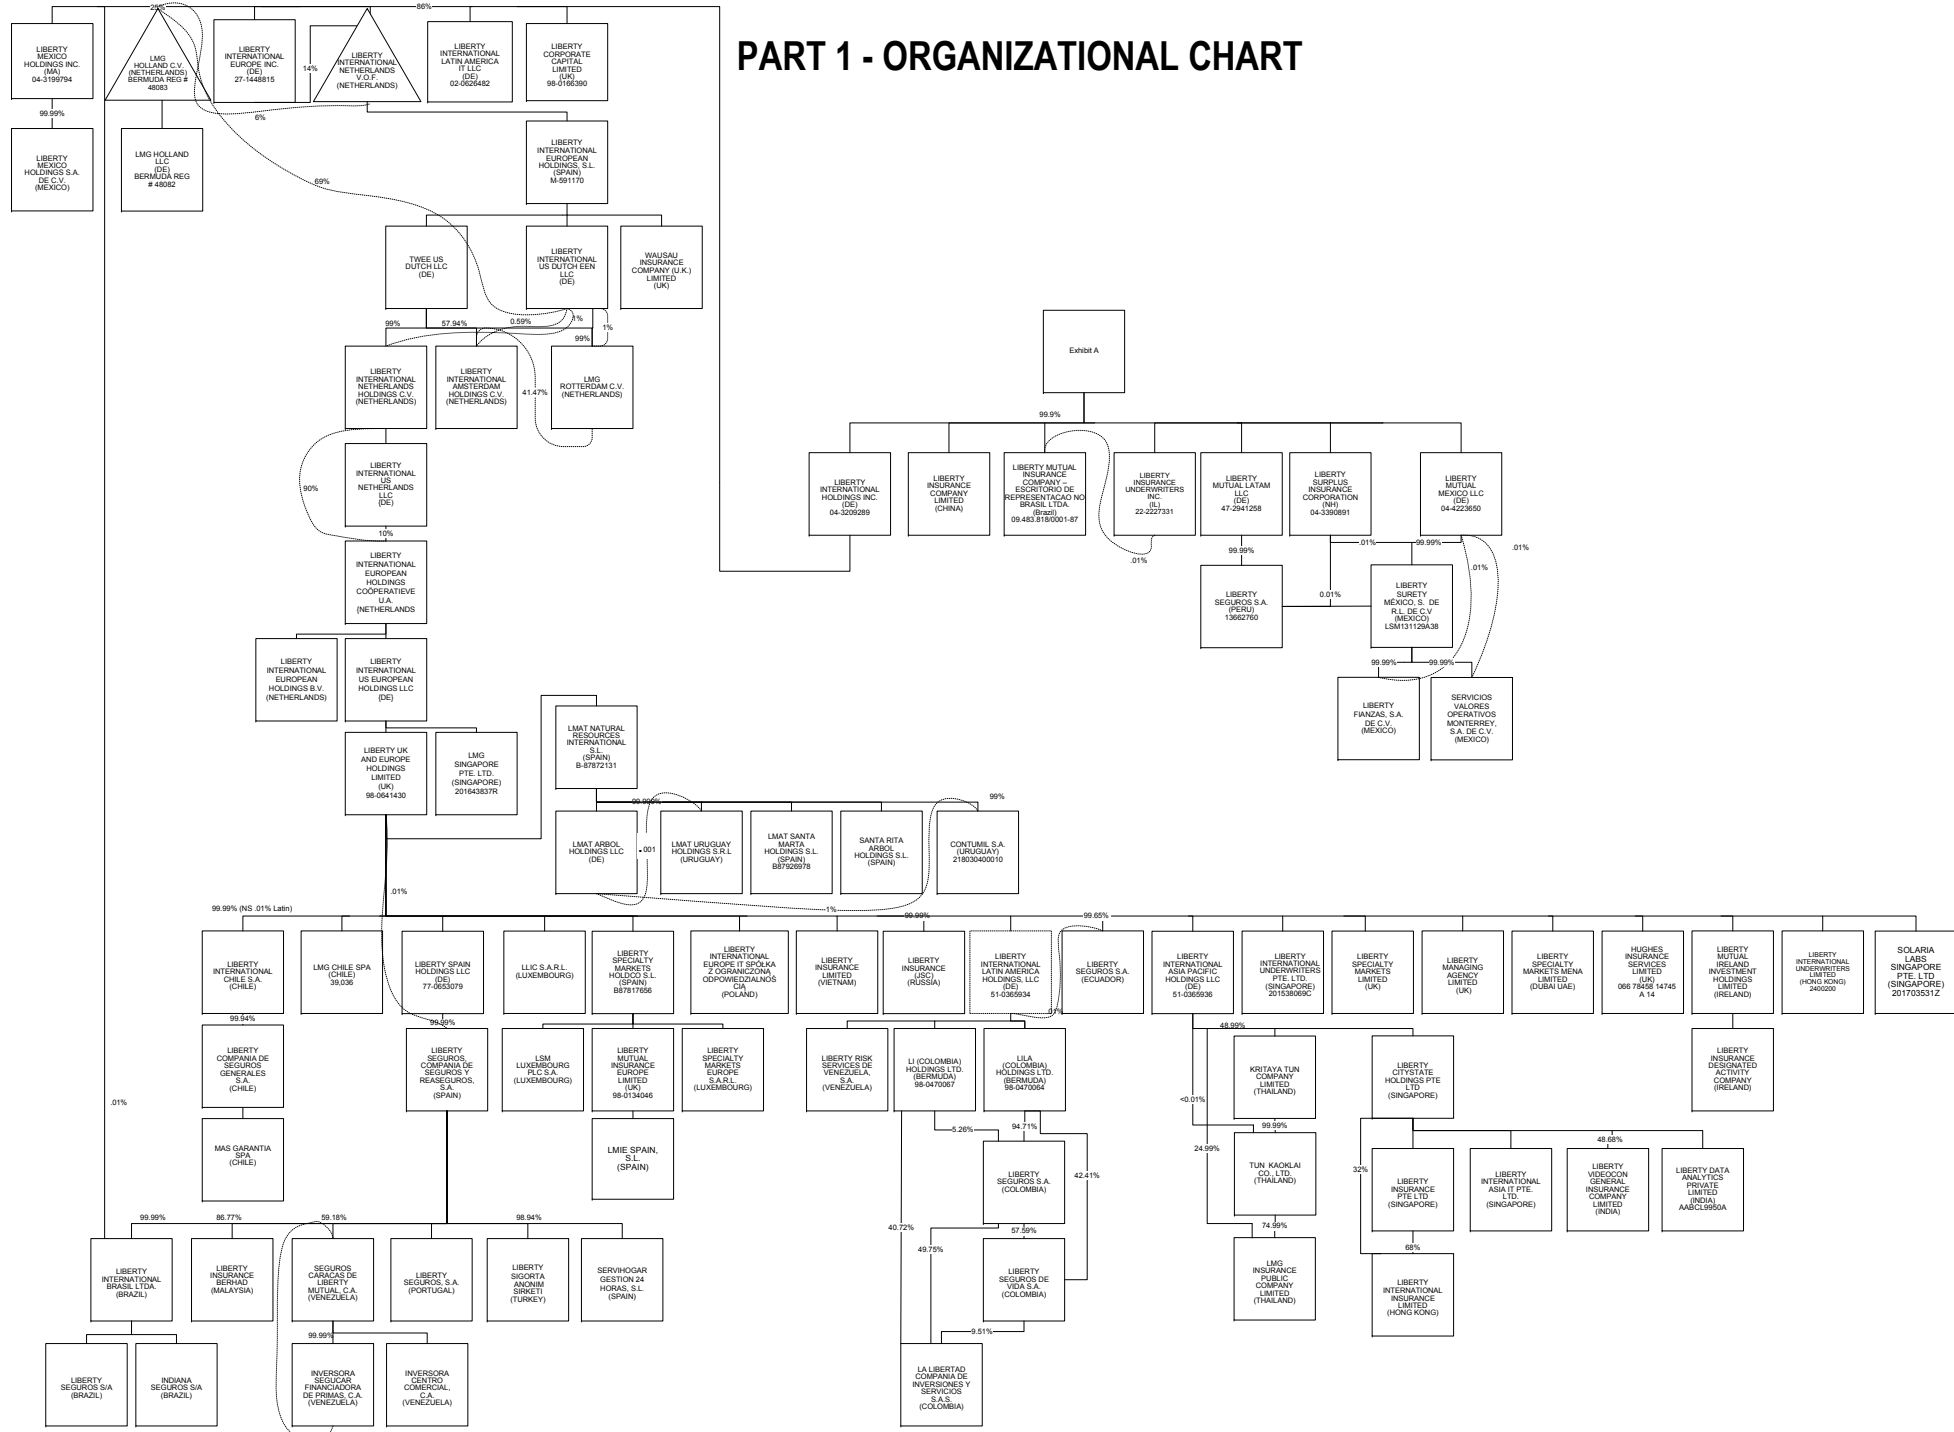 PART 1 - ORGANIZATIONAL CHART
25%
86%
LIBERTY
MEXICO
HOLDINGS INC.
(MA)
04-3199794
LMG
HOLLAND C.V.
(NETHERLANDS)
BERMUDA REG #
48083
LIBERTY
INTERNATIONAL
EUROPE INC.
(DE)
27-1448815
14%
LIBERTY
INTERNATIONAL
NETHERLANDS
V.O.F.
(NETHERLANDS)
LIBERTY
INTERNATIONAL
LATIN AMERICA
IT LLC
(DE)
02-0626482
LIBERTY
CORPORATE
CAPITAL
LIMITED
(UK)
98-0166390
99.99%
6%
LIBERTY
MEXICO
HOLDINGS S.A.
DE C.V.
(MEXICO)
LMG HOLLAND
LLC
(DE)
BERMUDA REG
# 48082
LIBERTY
INTERNATIONAL
EUROPEAN
HOLDINGS, S.L.
(SPAIN)
M-591170
69%
TWEE US
DUTCH LLC
(DE)
LIBERTY
INTERNATIONAL
US DUTCH EEN
LLC
(DE)
WAUSAU
INSURANCE
COMPANY (U.K.)
LIMITED
(UK)
99%
57.94%
0.59%
1%
1%
99%
LIBERTY
INTERNATIONAL
NETHERLANDS
HOLDINGS C.V.
(NETHERLANDS)
LIBERTY
INTERNATIONAL
AMSTERDAM
HOLDINGS C.V.
(NETHERLANDS)
41.47%
LMG
ROTTERDAM C.V.
(NETHERLANDS)
Exhibit A
99.9%
LIBERTY
INTERNATIONAL
US
NETHERLANDS
LLC
(DE)
90%
10%
LIBERTY
INTERNATIONAL
HOLDINGS INC.
(DE)
04-3209289
LIBERTY
INSURANCE
COMPANY
LIMITED
(CHINA)
LIBERTY MUTUAL
INSURANCE
COMPANY –
ESCRITORIO DE
REPRESENTACAO NO
BRASIL LTDA.
(Brazil)
09.483.818/0001-87
LIBERTY
INSURANCE
UNDERWRITERS
INC.
(IL)
22-2227331
LIBERTY
MUTUAL LATAM
LLC
(DE)
47-2941258
LIBERTY
SURPLUS
INSURANCE
CORPORATION
(NH)
04-3390891
LIBERTY
MUTUAL
MEXICO LLC
(DE)
04-4223650
.01%
99.99%
.01%
99.99%
.01%
.01%
LIBERTY
INTERNATIONAL
EUROPEAN
HOLDINGS
COÖPERATIEVE
U.A.
(NETHERLANDS
LIBERTY
SEGUROS S.A.
(PERU)
13662760
0.01%
LIBERTY
SURETY
MÉXICO, S. DE
R.L. DE C.V
(MEXICO)
LSM131129A38
99.99%
99.99%
LIBERTY
INTERNATIONAL
EUROPEAN
HOLDINGS B.V.
(NETHERLANDS)
LIBERTY
INTERNATIONAL
US EUROPEAN
HOLDINGS LLC
(DE)
LIBERTY
FIANZAS, S.A.
DE C.V.
(MEXICO)
SERVICIOS
VALORES
OPERATIVOS
MONTERREY,
S.A. DE C.V.
(MEXICO)
LIBERTY UK
AND EUROPE
HOLDINGS
LIMITED
(UK)
98-0641430
LMG
SINGAPORE
PTE. LTD.
(SINGAPORE)
201643837R
LMAT NATURAL
RESOURCES
INTERNATIONAL
S.L.
(SPAIN)
B-87872131
99.999%
99%
LMAT ARBOL
HOLDINGS LLC
(DE)
.001
LMAT URUGUAY
HOLDINGS S.R.L
(URUGUAY)
LMAT SANTA
MARTA
HOLDINGS S.L.
(SPAIN)
B87926978
SANTA RITA
ARBOL
HOLDINGS S.L.
(SPAIN)
CONTUMIL S.A.
(URUGUAY)
218030400010
.01%
1%
99.99% (NS .01% Latin)
99.99%
99.65%
LIBERTY
INTERNATIONAL
CHILE S.A.
(CHILE)
LMG CHILE SPA
(CHILE)
39,036
LIBERTY SPAIN
HOLDINGS LLC
(DE)
77-0653079
LLIC S.A.R.L.
(LUXEMBOURG)
LIBERTY
SPECIALTY
MARKETS
HOLDCO S.L.
(SPAIN)
B87817656
LIBERTY
INTERNATIONAL
EUROPE IT SPÓŁKA
Z OGRANICZONĄ
ODPOWIEDZIALNOŚ
CIĄ
(POLAND)
LIBERTY
INSURANCE
LIMITED
(VIETNAM)
LIBERTY
INSURANCE
(JSC)
(RUSSIA)
LIBERTY
INTERNATIONAL
LATIN AMERICA
HOLDINGS, LLC
(DE)
51-0365934
LIBERTY
SEGUROS S.A.
(ECUADOR)
LIBERTY
INTERNATIONAL
ASIA PACIFIC
HOLDINGS LLC
(DE)
51-0365936
LIBERTY
INTERNATIONAL
UNDERWRITERS
PTE. LTD.
(SINGAPORE)
201538069C
LIBERTY
SPECIALTY
MARKETS
LIMITED
(UK)
LIBERTY
MANAGING
AGENCY
LIMITED
(UK)
LIBERTY
SPECIALTY
MARKETS MENA
LIMITED
(DUBAI UAE)
HUGHES
INSURANCE
SERVICES
LIMITED
(UK)
066 78458 14745
A 14
LIBERTY
MUTUAL
IRELAND
INVESTMENT
HOLDINGS
LIMITED
(IRELAND)
LIBERTY
INTERNATIONAL
UNDERWRITERS
LIMITED
(HONG KONG)
2400200
SOLARIA
LABS
SINGAPORE
PTE. LTD
(SINGAPORE)
201703531Z
99.94%
99.99%
.01%
48.99%
LIBERTY
COMPANIA DE
SEGUROS
GENERALES
S.A.
(CHILE)
LIBERTY
SEGUROS,
COMPANIA DE
SEGUROS Y
REASEGUROS,
S.A.
(SPAIN)
LSM
LUXEMBOURG
PLC S.A.
(LUXEMBOURG)
LIBERTY
MUTUAL
INSURANCE
EUROPE
LIMITED
(UK)
98-0134046
LIBERTY
SPECIALTY
MARKETS
EUROPE
S.A.R.L.
(LUXEMBOURG)
LIBERTY RISK
SERVICES DE
VENEZUELA,
S.A.
(VENEZUELA)
LI (COLOMBIA)
HOLDINGS LTD.
(BERMUDA)
98-0470067
LILA
(COLOMBIA)
HOLDINGS LTD.
(BERMUDA)
98-0470064
KRITAYA TUN
COMPANY
LIMITED
(THAILAND)
LIBERTY
CITYSTATE
HOLDINGS PTE
LTD
(SINGAPORE)
LIBERTY
INSURANCE
DESIGNATED
ACTIVITY
COMPANY
(IRELAND)
.01%
<0.01%
5.26%
94.71%
99.99%
48.68%
MAS GARANTIA
SPA
(CHILE)
LMIE SPAIN,
S.L.
(SPAIN)
LIBERTY
SEGUROS S.A.
(COLOMBIA)
42.41%
24.99%
TUN KAOKLAI
CO., LTD.
(THAILAND)
32%
LIBERTY
INSURANCE
PTE LTD
(SINGAPORE)
LIBERTY
INTERNATIONAL
ASIA IT PTE.
LTD.
(SINGAPORE)
LIBERTY
VIDEOCON
GENERAL
INSURANCE
COMPANY
LIMITED
(INDIA)
LIBERTY DATA
ANALYTICS
PRIVATE
LIMITED
(INDIA)
AABCL9950A
99.99%
86.77%
59.18%
98.94%
40.72%
49.75%
57.59%
74.99%
68%
LIBERTY
INTERNATIONAL
BRASIL LTDA.
(BRAZIL)
LIBERTY
INSURANCE
BERHAD
(MALAYSIA)
SEGUROS
CARACAS DE
LIBERTY
MUTUAL, C.A.
(VENEZUELA)
LIBERTY
SEGUROS, S.A.
(PORTUGAL)
LIBERTY
SIGORTA
ANONIM
SIRKETI
(TURKEY)
SERVIHOGAR
GESTION 24
HORAS, S.L.
(SPAIN)
LIBERTY
SEGUROS DE
VIDA S.A.
(COLOMBIA)
LMG
INSURANCE
PUBLIC
COMPANY
LIMITED
(THAILAND)
LIBERTY
INTERNATIONAL
INSURANCE
LIMITED
(HONG KONG)
99.99%
9.51%
LIBERTY
SEGUROS S/A
(BRAZIL)
INDIANA
SEGUROS S/A
(BRAZIL)
INVERSORA
SEGUCAR
FINANCIADORA
DE PRIMAS, C.A.
(VENEZUELA)
INVERSORA
CENTRO
COMERCIAL,
C.A.
(VENEZUELA)
LA LIBERTAD
COMPANIA DE
INVERSIONES Y
SERVICIOS
S.A.S.
(COLOMBIA)